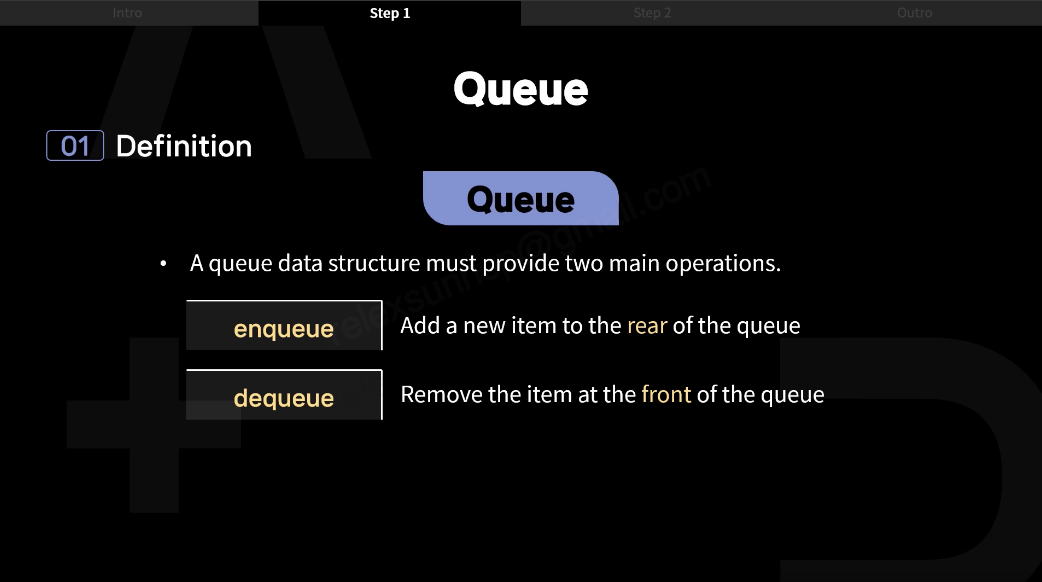 Intro
Step 1
Step 2
Outro
Queue
01 Definition
Queue
• A queue data structure must provide two main operations.
enqueue Add a new item to the rear of the queue
dequeue Remove the item at the front of the queue